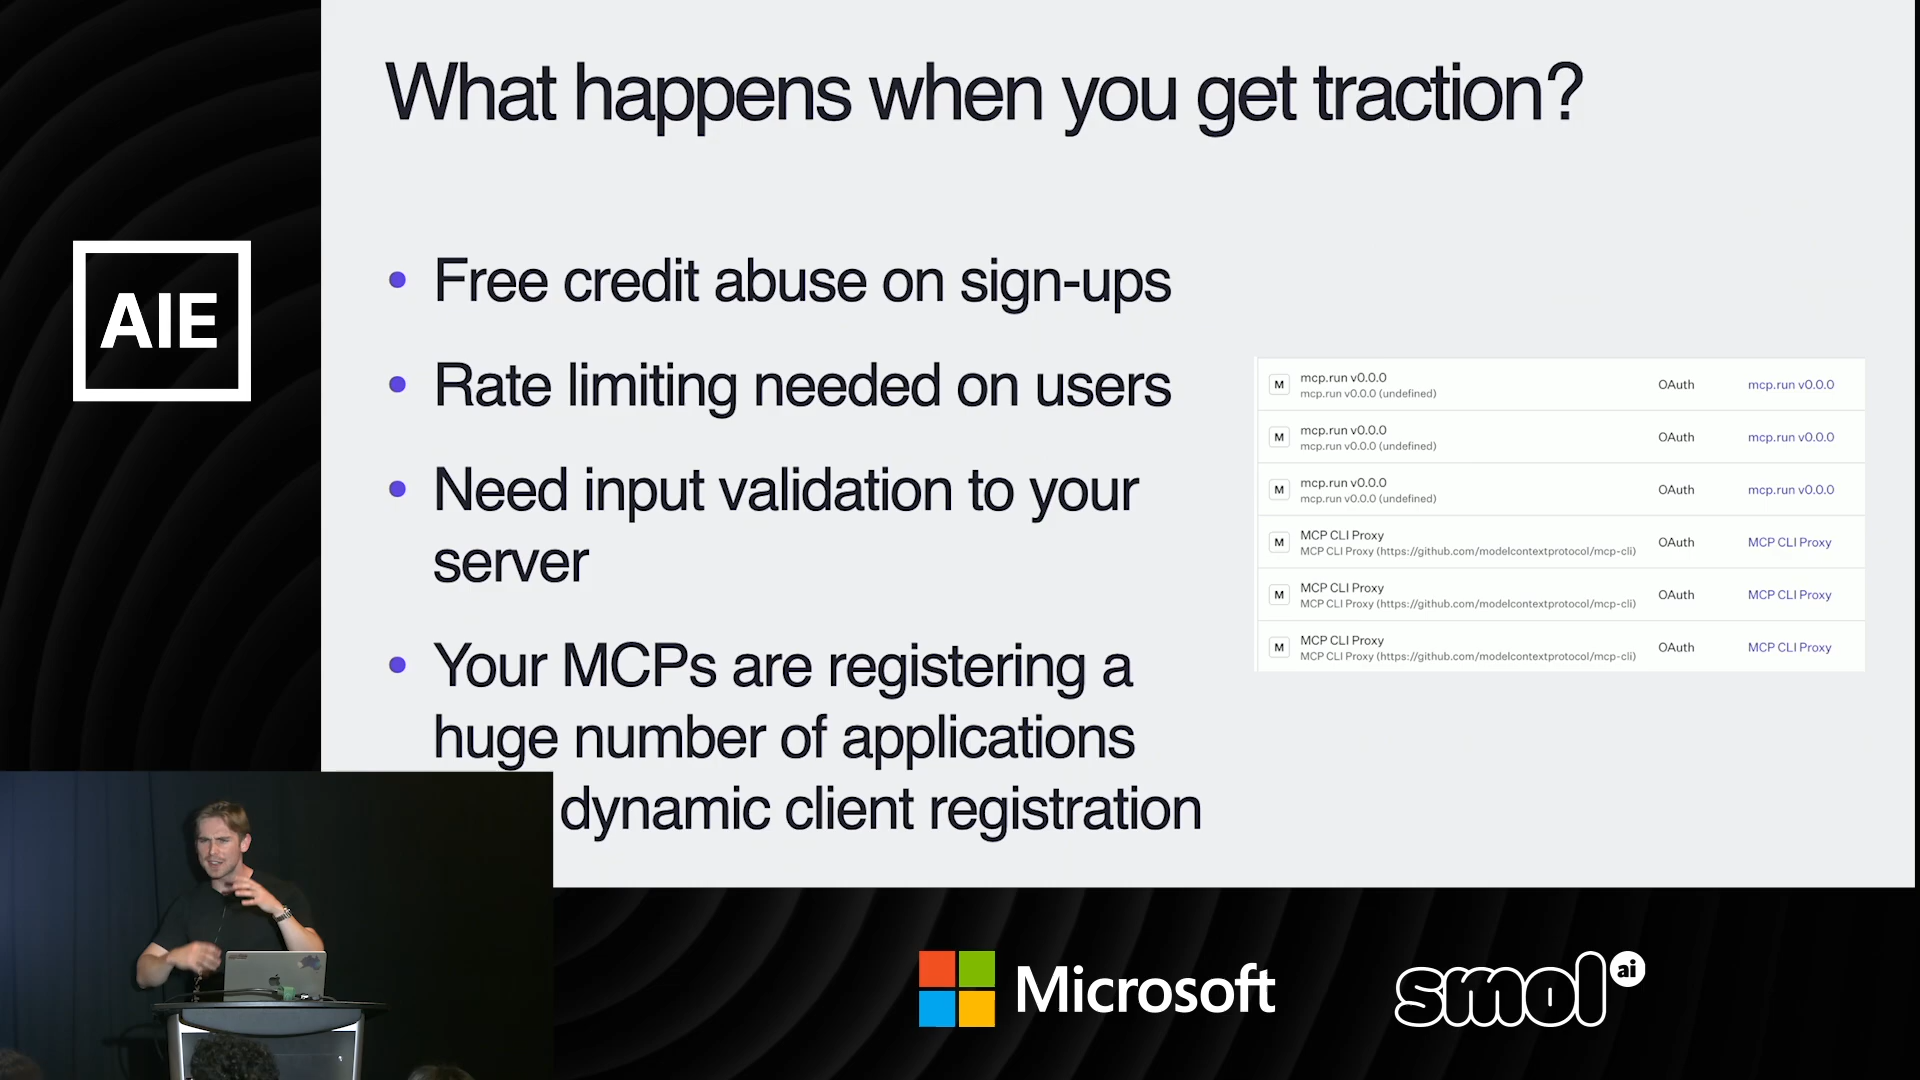 What happens when you get traction?
AIE
• Free credit abuse on sign-ups
• Rate limiting needed on users
• Need input validation to your
server
• Your MCPs are registering a
huge number of applications
dynamic client registration
M mcp.run v0.0.0 OAuth mcp.run v0.0.0
mcp.run v0.0.0 (undefined)
M mcp.run v0.0.0 OAuth mcp.run v0.0.0
mcp.run v0.0.0 (undefined)
M mcp.run v0.0.0 OAuth mcp.run v0.0.0
mcp.run v0.0.0 (undefined)
M MCP CLI Proxy OAuth MCP CLI Proxy
MCP CLI Proxy (https://github.com/modelcontextprotocol/mcp-cli)
M MCP CLI Proxy OAuth MCP CLI Proxy
MCP CLI Proxy (https://github.com/modelcontextprotocol/mcp-cli)
M MCP CLI Proxy OAuth MCP CLI Proxy
MCP CLI Proxy (https://github.com/modelcontextprotocol/mcp-cli)
Microsoft
smol ai